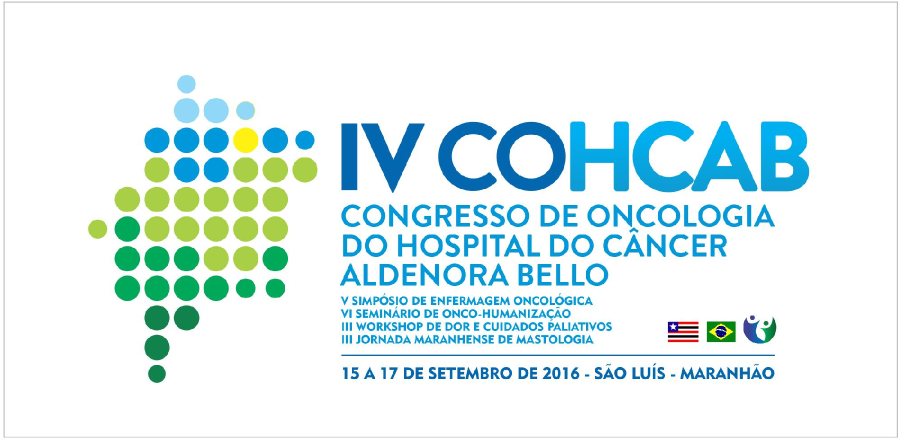 IV COHCAB
CONGRESSO DE ONCOLOGIA
DO HOSPITAL DO CÂNCER
ALDENORA BELLO
V SIMPÓSIO DE ENFERMAGEM ONCOLÓGICA
VI SEMINÁRIO DE ONCO-HUMANIZAÇÃO
III WORKSHOP DE DOR E CUIDADOS PALIATIVOS
III JORNADA MARANHENSE DE MASTOLOGIA
15 A 17 DE SETEMBRO DE 2016 - SÃO LUÍS - MARANHÃO